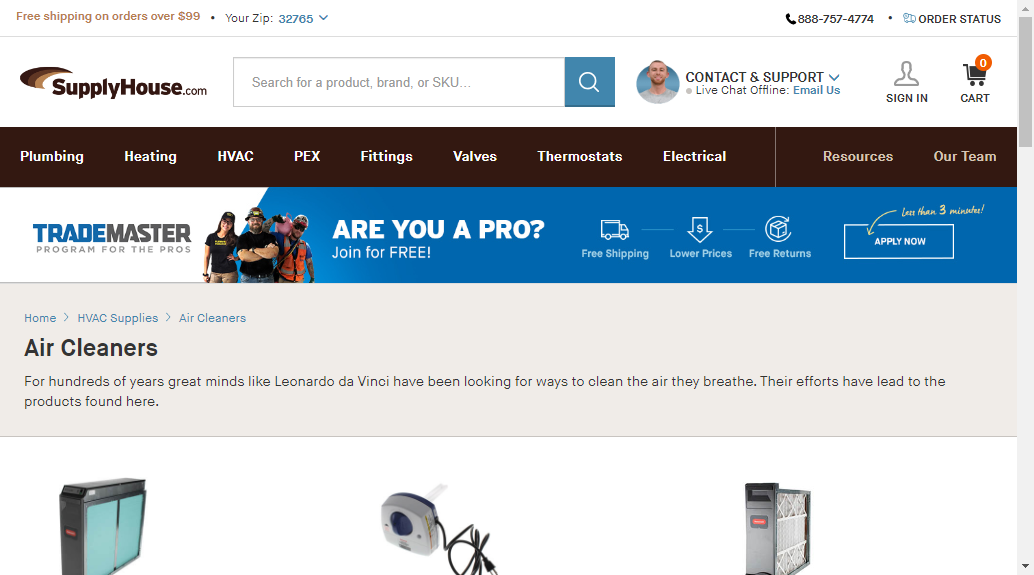 Free shipping on orders over $99 • Your Zip: 32765
888-757-4774 • ORDER STATUS
SupplyHouse.com
Search for a product, brand, or SKU...
CONTACT & SUPPORT
Live Chat Offline: Email Us
SIGN IN
0
CART
Plumbing Heating HVAC PEX Fittings Valves Thermostats Electrical Resources Our Team
TRADEMASTER
PROGRAM FOR THE PROS
ARE YOU A PRO?
Join for FREE!
Free Shipping Lower Prices Free Returns
less than 3 minutes!
APPLY NOW
Home > HVAC Supplies > Air Cleaners
Air Cleaners
For hundreds of years great minds like Leonardo da Vinci have been looking for ways to clean the air they breathe. Their efforts have lead to the
products found here.